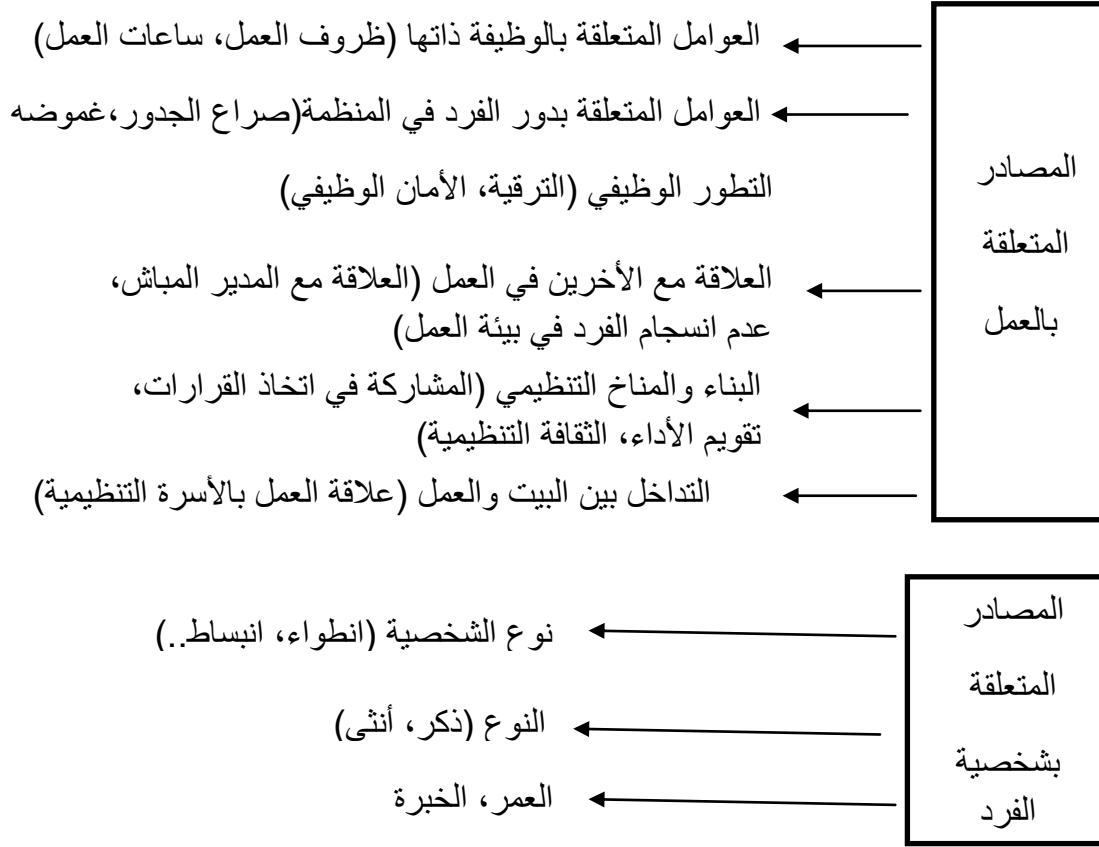 المصادر
المتعلقة
بالعمل
العوامل المتعلقة بالوظيفة ذاتها (ظروف العمل، ساعات العمل)
العوامل المتعلقة بدور الفرد في المنظمة(صراع الجدور،غموضه
التطور الوظيفي (الترقية، الأمان الوظيفي)
العلاقة مع الأخرين في العمل (العلاقة مع المدير المباش،
عدم انسجام الفرد في بيئة العمل)
البناء والمناخ التنظيمي (المشاركة في اتخاذ القرارات،
تقويم الأداء، الثقافة التنظيمية)
التداخل بين البيت والعمل (علاقة العمل بالأسرة التنظيمية)
المصادر
المتعلقة
بشخصية
الفرد
نوع الشخصية (انطواء، انبساط..)
النوع (ذكر، أنثى)
العمر، الخبرة